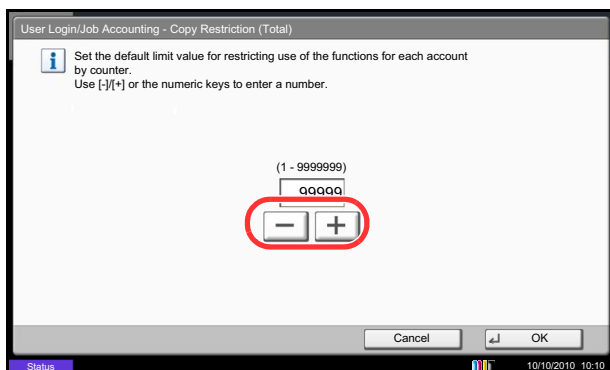 User Login/Job Accounting - Copy Restriction (Total)
Set the default limit value for restricting use of the functions for each account
by counter.
Use [-]/[+] or the numeric keys to enter a number.
(1 - 9999999)
99999
− +
Cancel OK
Status 10/10/2010 10:10